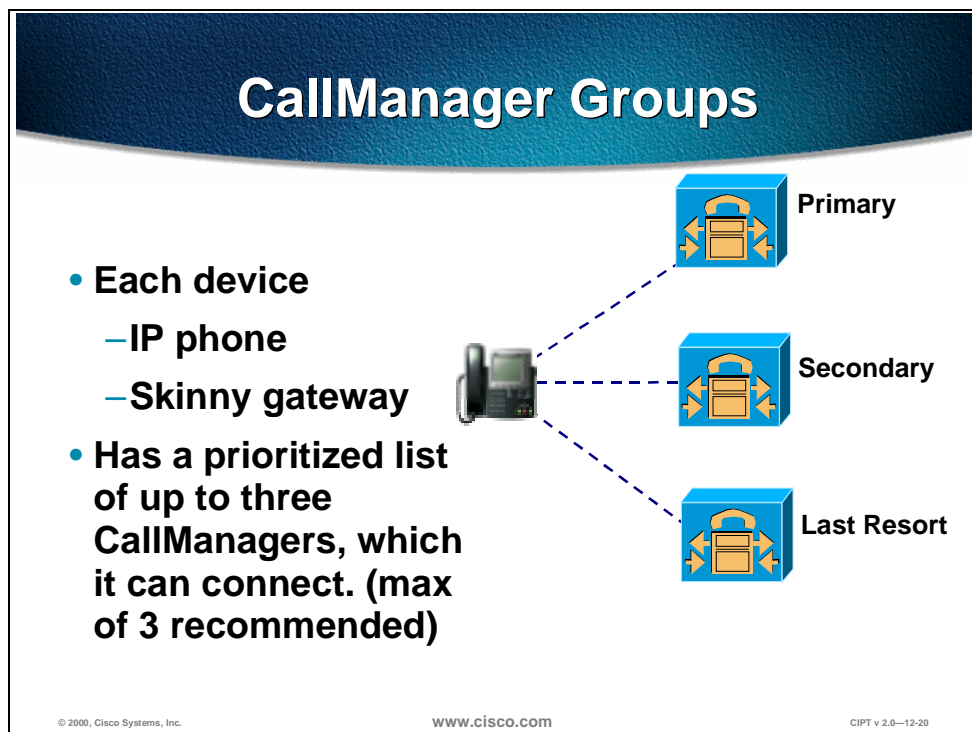 CallManager Groups
• Each device
–IP phone
–Skinny gateway
• Has a prioritized list
of up to three
CallManagers, which
it can connect. (max
of 3 recommended)
Primary
Secondary
Last Resort
© 2000, Cisco Systems, Inc.
www.cisco.com
CIPT v 2.0—12-20